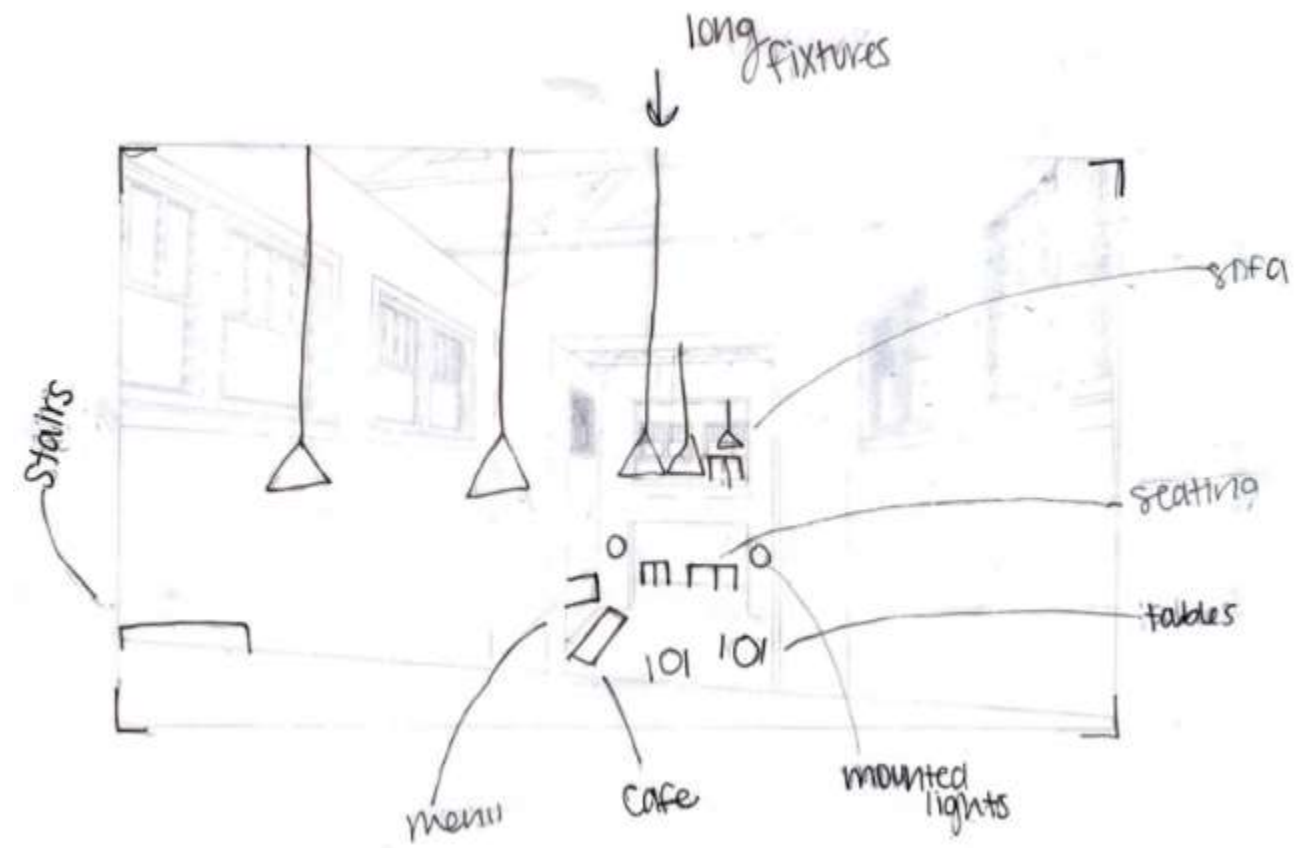 long
fixtures
sofa
stairs
seating
tables
menu
cafe
mounted
lights